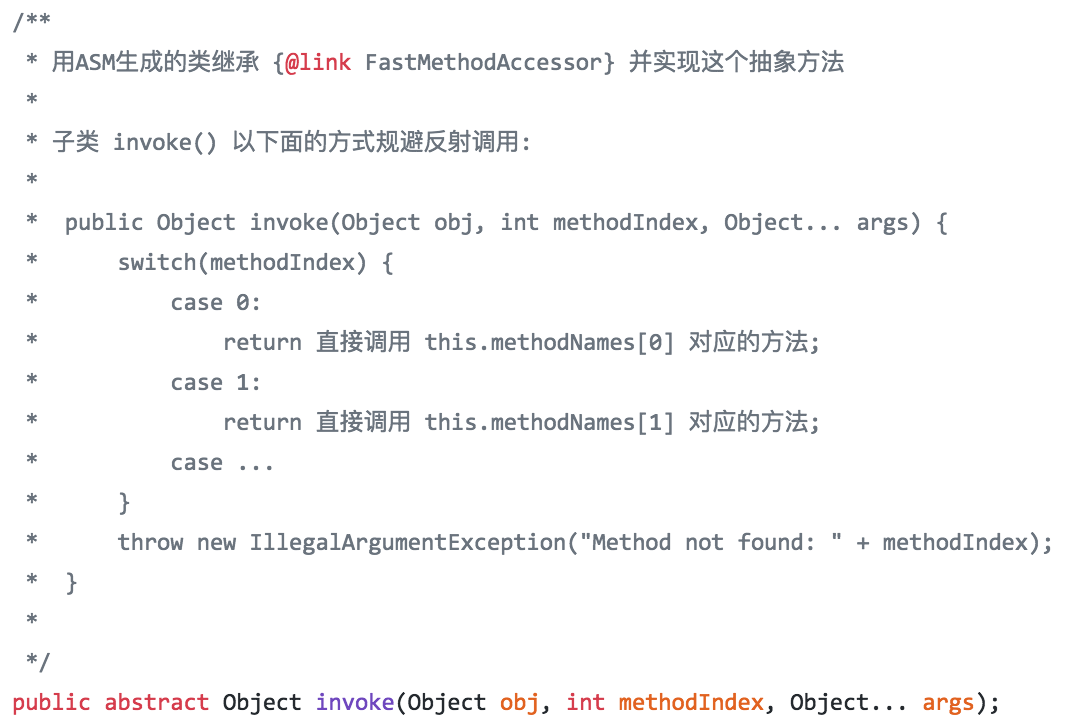 /**
 * 用ASM生成的类继承 {@link FastMethodAccessor} 并实现这个抽象方法
 *
 * 子类 invoke() 以下面的方式规避反射调用:
 *
 *  public Object invoke(Object obj, int methodIndex, Object... args) {
 *      switch(methodIndex) {
 *          case 0:
 *              return 直接调用 this.methodNames[0] 对应的方法;
 *          case 1:
 *              return 直接调用 this.methodNames[1] 对应的方法;
 *          case ...
 *      }
 *      throw new IllegalArgumentException("Method not found: " + methodIndex);
 *  }
 *
 */
public abstract Object invoke(Object obj, int methodIndex, Object... args);